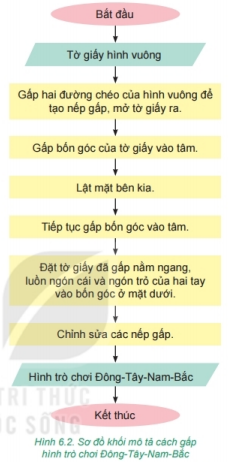 Bắt đầu
Tờ giấy hình vuông
Gấp hai đường chéo của hình vuông để
tạo nếp gấp, mở tờ giấy ra.
Gấp bốn góc của tờ giấy vào tâm.
Lật mặt bên kia.
Tiếp tục gấp bốn góc vào tâm.
Đặt tờ giấy đã gấp nằm ngang,
luồn ngón cái và ngón trỏ của hai tay
vào bốn góc ở mặt dưới.
Chỉnh sửa các nếp gấp.
Hình trò chơi Đông-Tây-Nam-Bắc
TRI THỨC
SỐNG
Kết thúc
Hình 6.2. Sơ đồ khối mô tả cách gấp
hình trò chơi Đông-Tây-Nam-Bắc